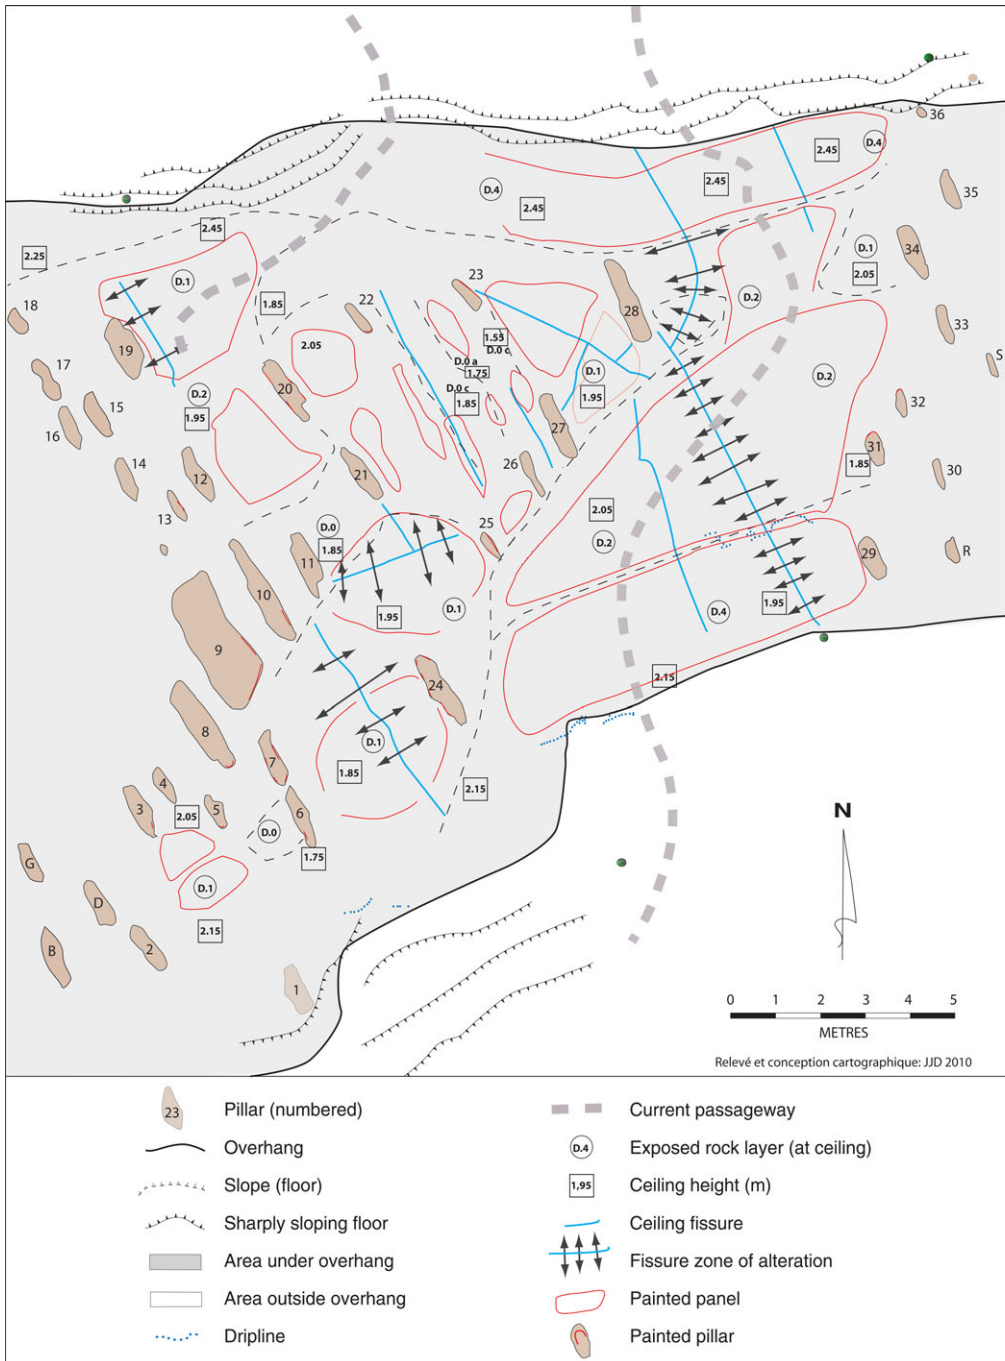 36
D.4
2.45
35
D.4
2.45
2.45
2.45
2.25
34
D.1
2.05
D.1
23
28
D.2
1.85
18
22
33
19
1.55
D.0 c
2.05
D.0 a
1.75
D.1
S
17
20
D.2
D.0 c
1.85
1.95
D.2
1.95
15
32
16
27
31
12
14
21
26
1.85
30
2.05
13
D.0
25
D.2
1.85
11
29
R
10
1.95
D.1
1.95
D.4
9
24
2.15
8
7
D.1
1.85
4
2.15
3
2.05
5
6
D.0
1.75
G
D.1
D
2.15
B
2
1
N
0 1 2 3 4 5
METRES
Relevé et conception cartographique: JJD 2010
23
Pillar (numbered)
Overhang
Slope (floor)
Sharply sloping floor
Area under overhang
Area outside overhang
Dripline
Current passageway
D.4
Exposed rock layer (at ceiling)
1,95
Ceiling height (m)
Ceiling fissure
Fissure zone of alteration
Painted panel
Painted pillar